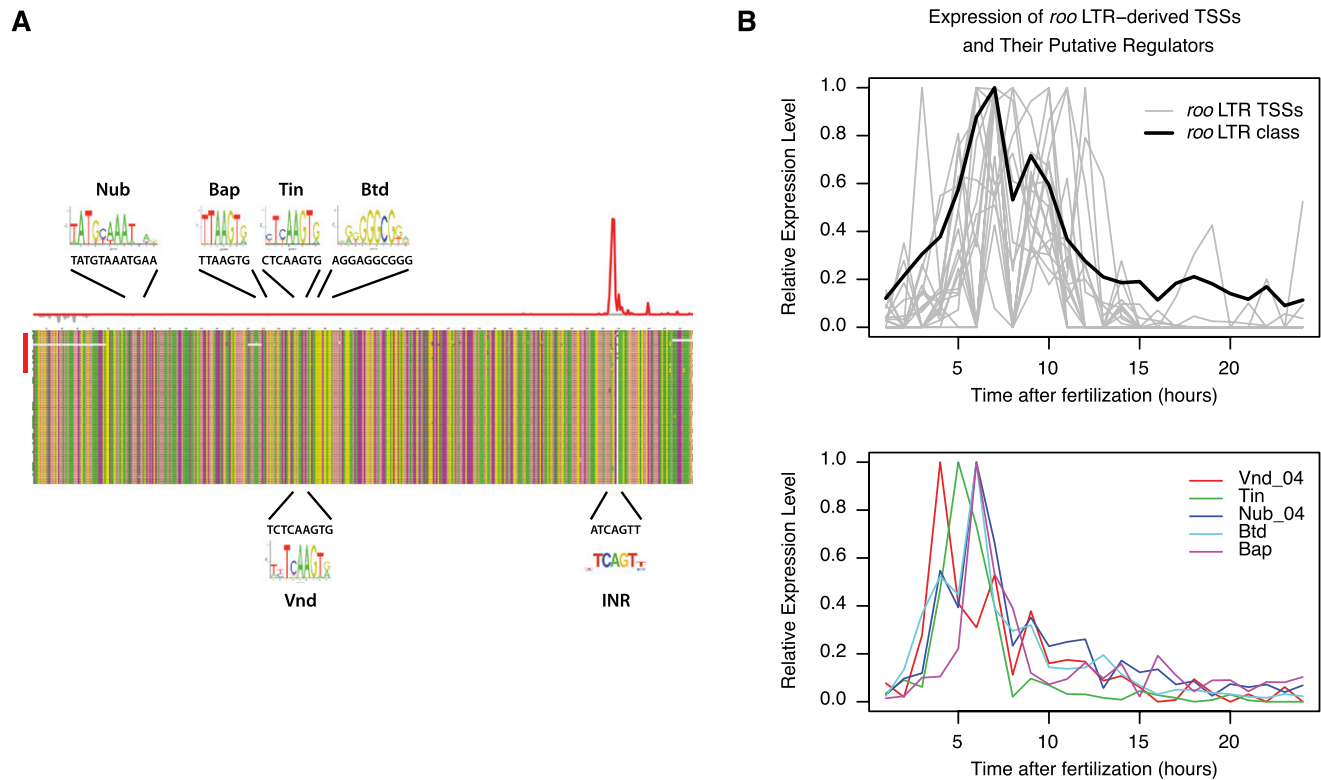 A
Nub
Bap
Tin
Btd
TATGTAAATGAA
TTAAGTG
CTCAAGTG
AGGAGGCGGG
TCTCAAGTG
Vnd
ATCAGTT
TCAGT
INR
B
Expression of roo LTR−derived TSSs
and Their Putative Regulators
Relative Expression Level
1.0
0.8
0.6
0.4
0.2
0.0
roo LTR TSSs
roo LTR class
5
10
15
20
Time after fertilization (hours)
Relative Expression Level
1.0
0.8
0.6
0.4
0.2
0.0
Vnd_04
Tin
Nub_04
Btd
Bap
5
10
15
20
Time after fertilization (hours)